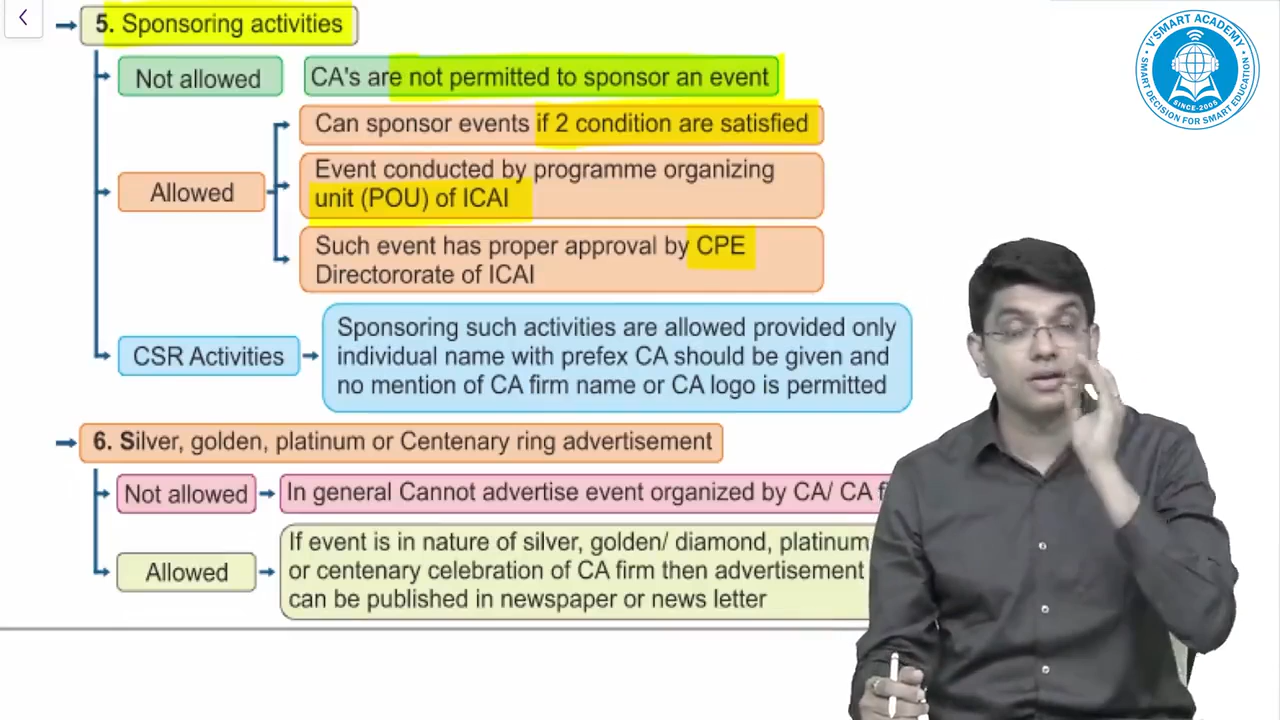 5. Sponsoring activities
Not allowed
CA's are not permitted to sponsor an event
Can sponsor events if 2 condition are satisfied
Allowed
Event conducted by programme organizing
unit (POU) of ICAI
Such event has proper approval by CPE
Directororate of ICAI
CSR Activities
Sponsoring such activities are allowed provided only
individual name with prefex CA should be given and
no mention of CA firm name or CA logo is permitted
6. Silver, golden, platinum or Centenary ring advertisement
Not allowed
In general Cannot advertise event organized by CA/ CA
Allowed
If event is in nature of silver, golden/ diamond, platinum
or centenary celebration of CA firm then advertisement
can be published in newspaper or news letter
V'SMART ACADEMY
SMART DECISION FOR SMART EDUCATION
SINCE-2005